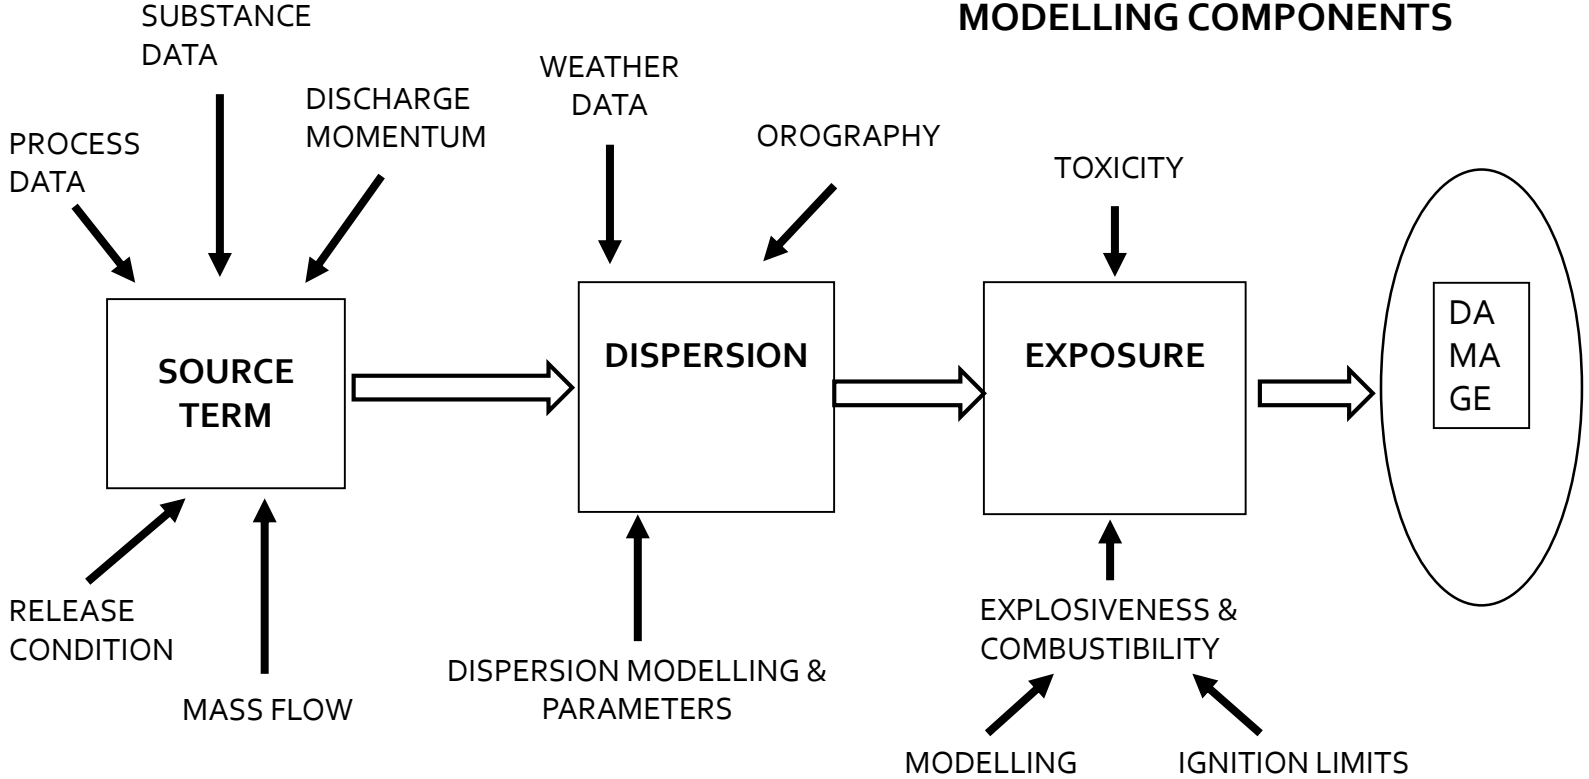 MODELLING COMPONENTS
SUBSTANCE
DATA
DISCHARGE
MOMENTUM
PROCESS
DATA
WEATHER
DATA
OROGRAPHY
TOXICITY
SOURCE
TERM
DISPERSION
EXPOSURE
DA
MA
GE
RELEASE
CONDITION
MASS FLOW
DISPERSION MODELLING &
PARAMETERS
EXPLOSIVENESS &
COMBUSTIBILITY
MODELLING
IGNITION LIMITS